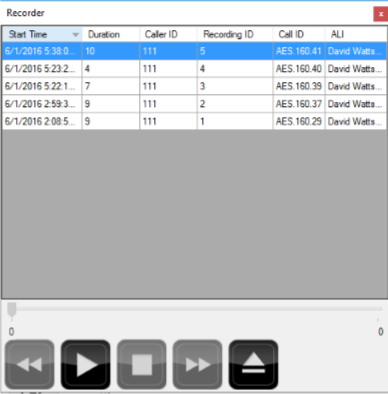 Recorder x
Start Time Duration Caller ID Recording ID Call ID ALI
6/1/2016 5:38:0... 10 111 5 AES.160.41 David Watts...
6/1/2016 5:23:2... 4 111 4 AES.160.40 David Watts...
6/1/2016 5:22:1... 7 111 3 AES.160.39 David Watts...
6/1/2016 2:59:3... 9 111 2 AES.160.37 David Watts...
6/1/2016 2:08:5... 9 111 1 AES.160.29 David Watts...
0 0